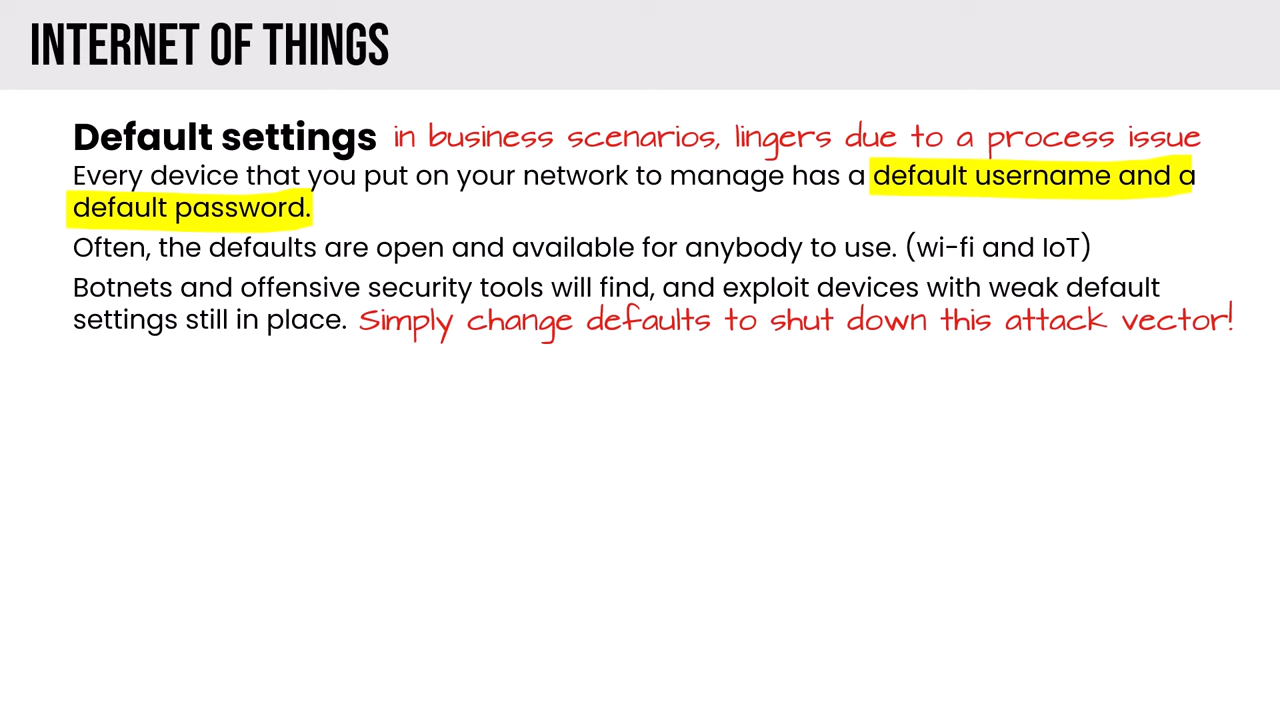 INTERNET OF THINGS
Default settings in business scenarios, lingers due to a process issue
Every device that you put on your network to manage has a default username and a
default password.
Often, the defaults are open and available for anybody to use. (wi-fi and IoT)
Botnets and offensive security tools will find, and exploit devices with weak default
settings still in place. Simply change defaults to shut down this attack vector!